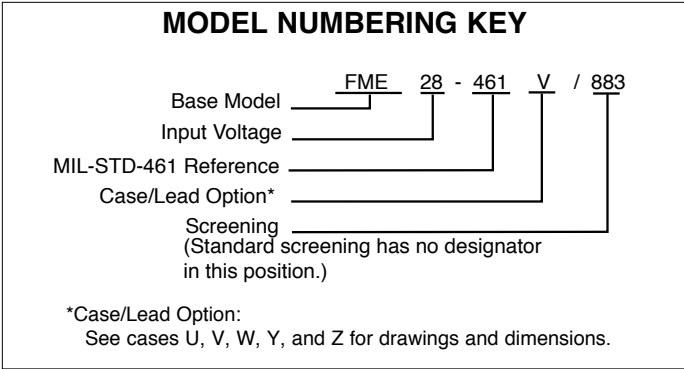 MODEL NUMBERING KEY
FME 28 - 461 V / 883
Base Model
Input Voltage
MIL-STD-461 Reference
Case/Lead Option*
Screening
(Standard screening has no designator
in this position.)
*Case/Lead Option:
See cases U, V, W, Y, and Z for drawings and dimensions.